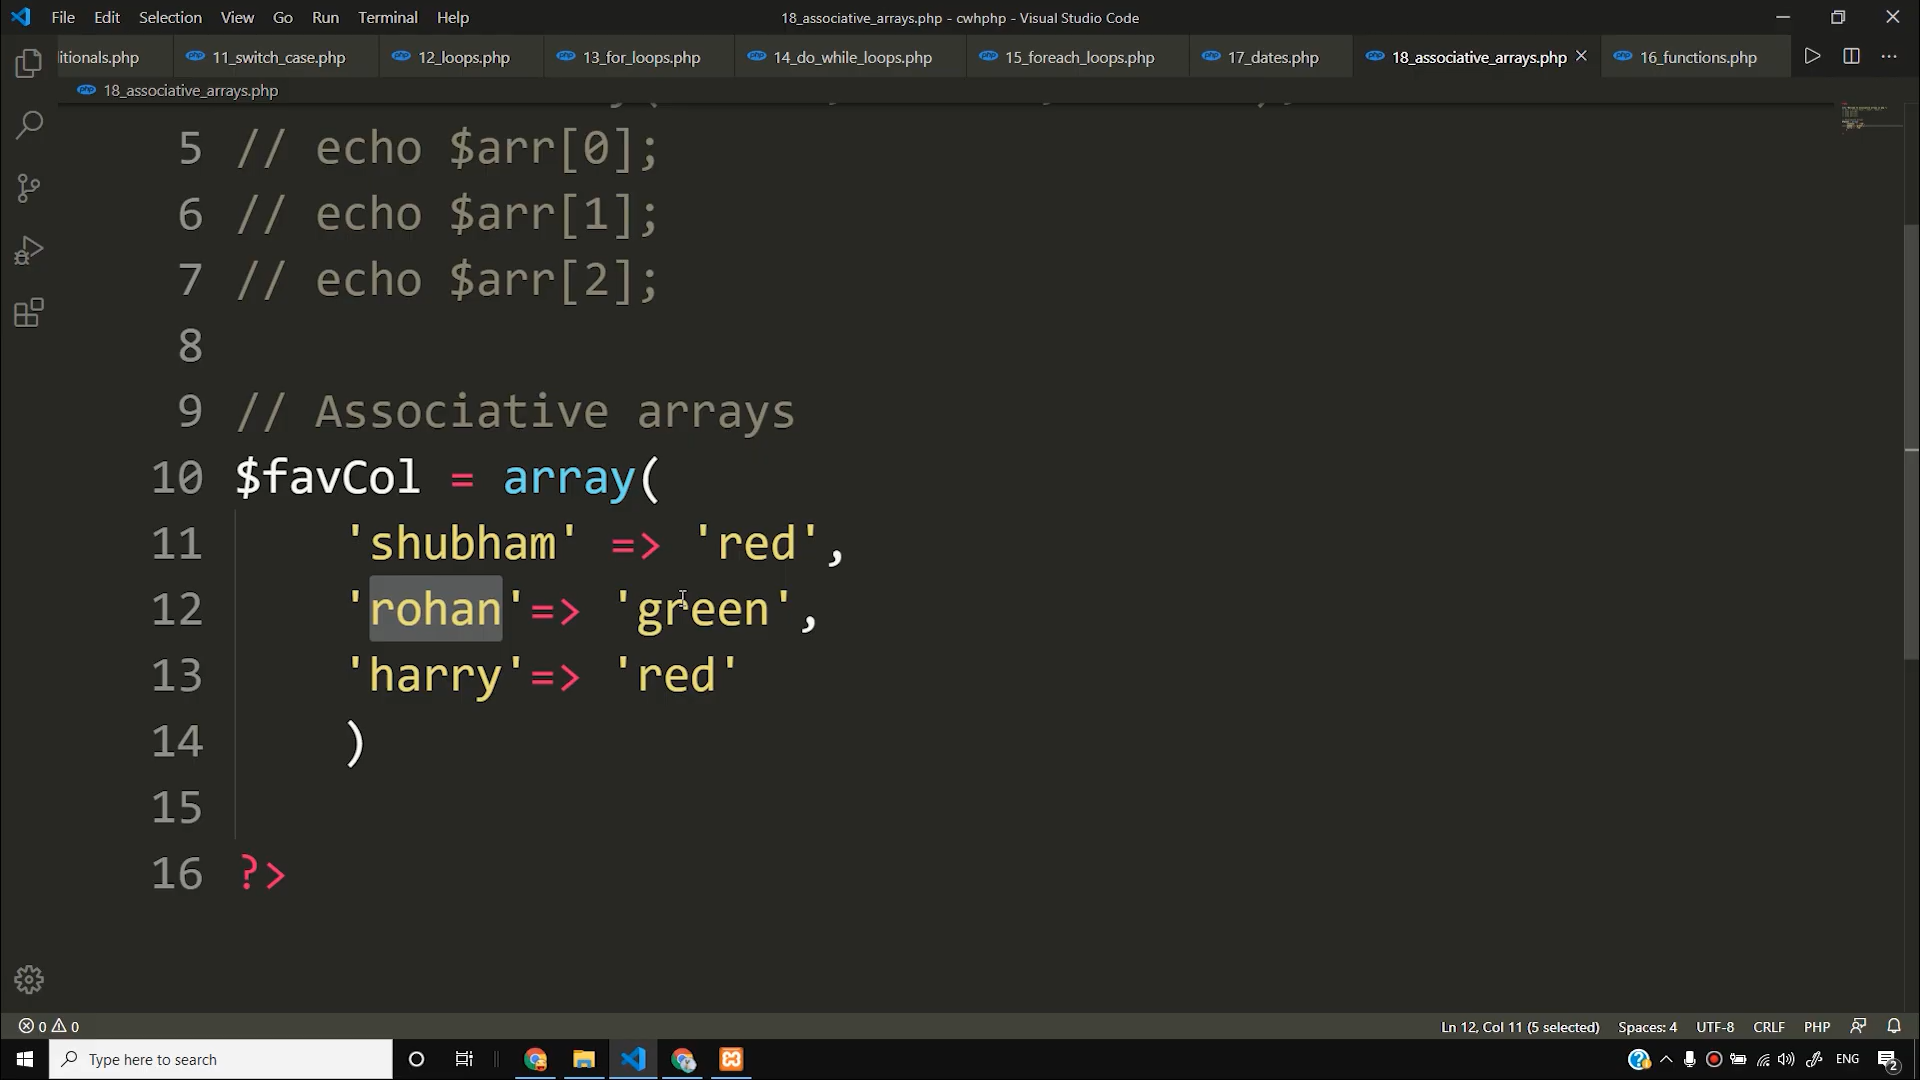 File Edit Selection View Go Run Terminal Help
18_associative_arrays.php - cwhphp - Visual Studio Code
itionals.php 11_switch_case.php 12_loops.php 13_for_loops.php 14_do_while_loops.php 15_foreach_loops.php 17_dates.php 18_associative_arrays.php 16_functions.php
18_associative_arrays.php
5 // echo $arr[0];
6 // echo $arr[1];
7 // echo $arr[2];
8
9 // Associative arrays
10 $favCol = array(
11 'shubham' => 'red',
12 'rohan'=> 'green',
13 'harry'=> 'red'
14 )
15
16 ?>
0 0 Ln 12, Col 11 (5 selected) Spaces: 4 UTF-8 CRLF PHP
Type here to search ENG 2